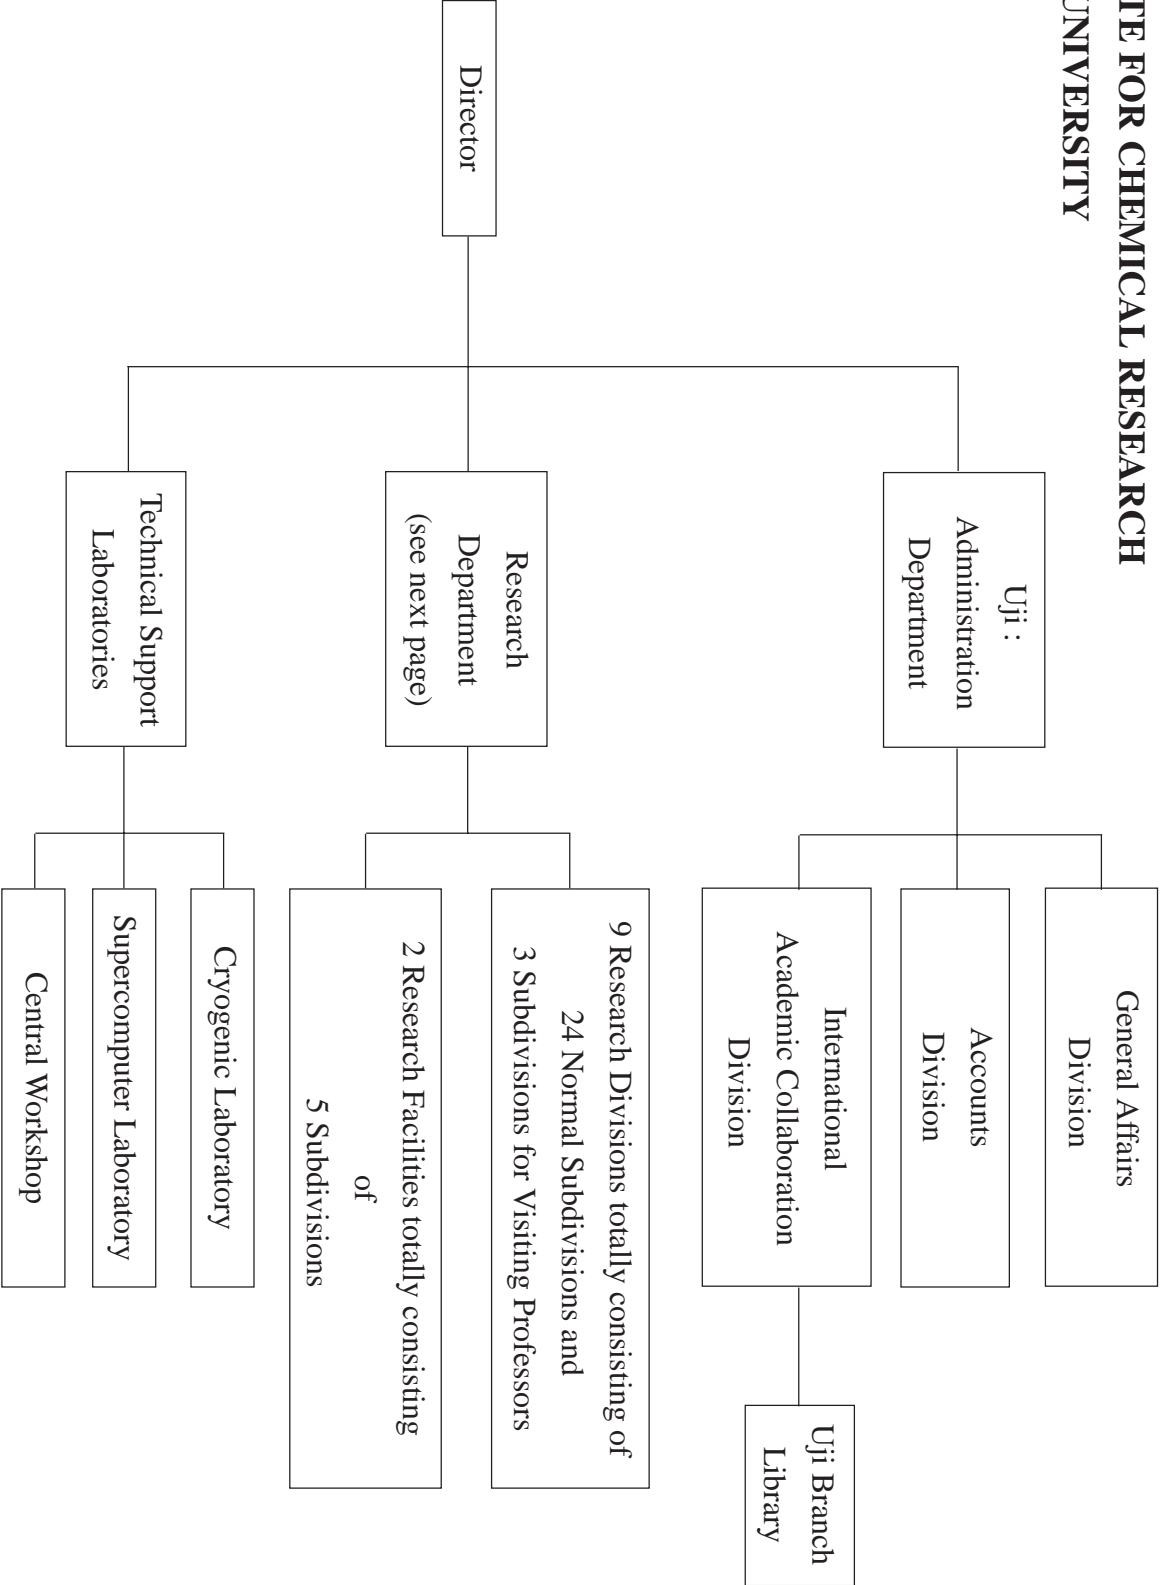 TE FOR CHEMICAL RESEARCH
UNIVERSITY
Director
Uji :
Administration
Department
General Affairs
Division
Accounts
Division
International
Academic Collaboration
Division
Uji Branch
Library
Research
Department
(see next page)
9 Research Divisions totally consisting of
24 Normal Subdivisions and
3 Subdivisions for Visiting Professors
2 Research Facilities totally consisting
of
5 Subdivisions
Technical Support
Laboratories
Cryogenic Laboratory
Supercomputer Laboratory
Central Workshop